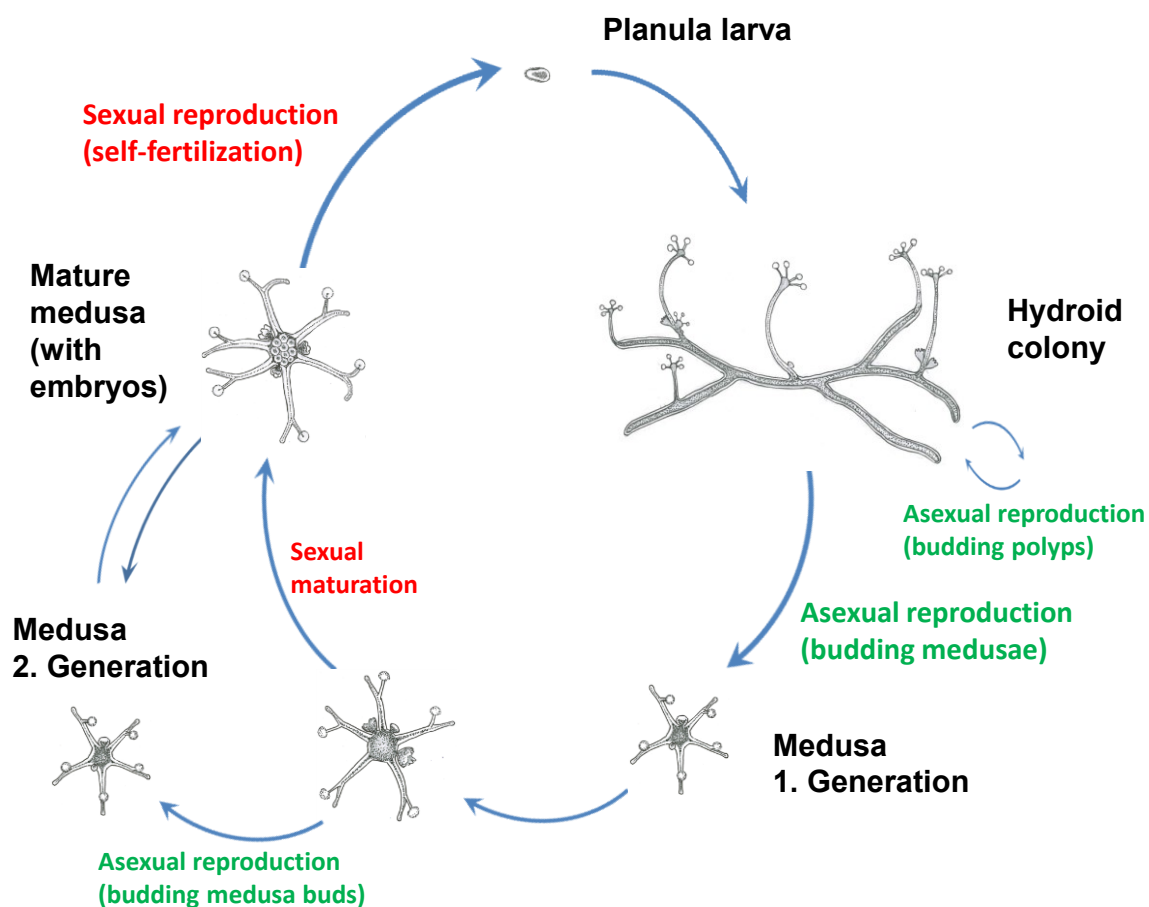 Planula larva
Sexual reproduction
(self-fertilization)
Mature
medusa
(with
embryos)
Hydroid
colony
Asexual reproduction
(budding polyps)
Sexual
maturation
Asexual reproduction
(budding medusae)
Medusa
2. Generation
Medusa
1. Generation
Asexual reproduction
(budding medusa buds)